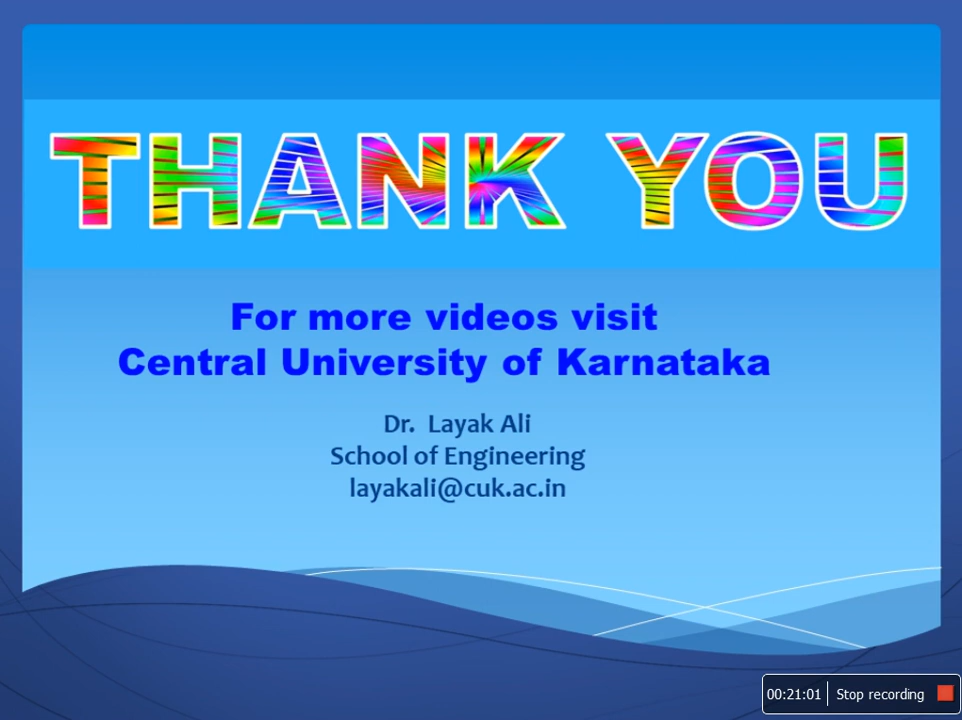 THANK YOU
For more videos visit
Central University of Karnataka
Dr. Layak Ali
School of Engineering
layakali@cuk.ac.in
00:21:01 Stop recording